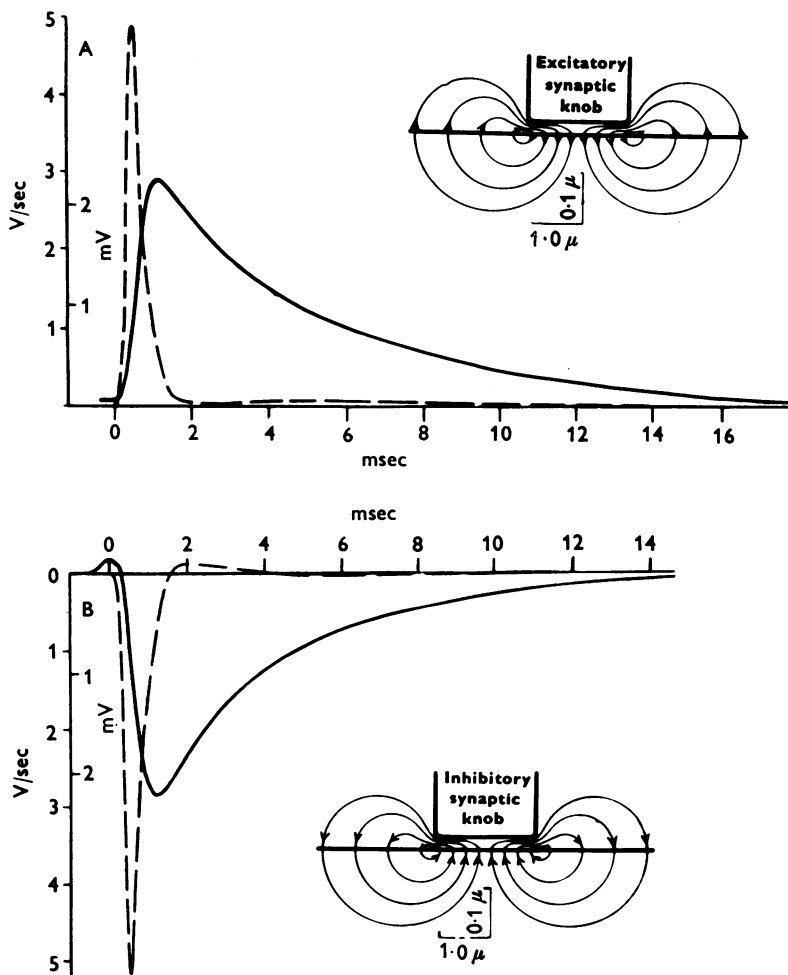 A
5
4
3
2
1
V/sec
2
1
mV
Excitatory
synaptic
knob
0·1 μ
1·0 μ
0 2 4 6 8 10 12 14 16
msec
msec
0 2 4 6 8 10 12 14
B
0
1
2
3
4
5
V/sec
1
2
mV
Inhibitory
synaptic
knob
0·1 μ
1·0 μ